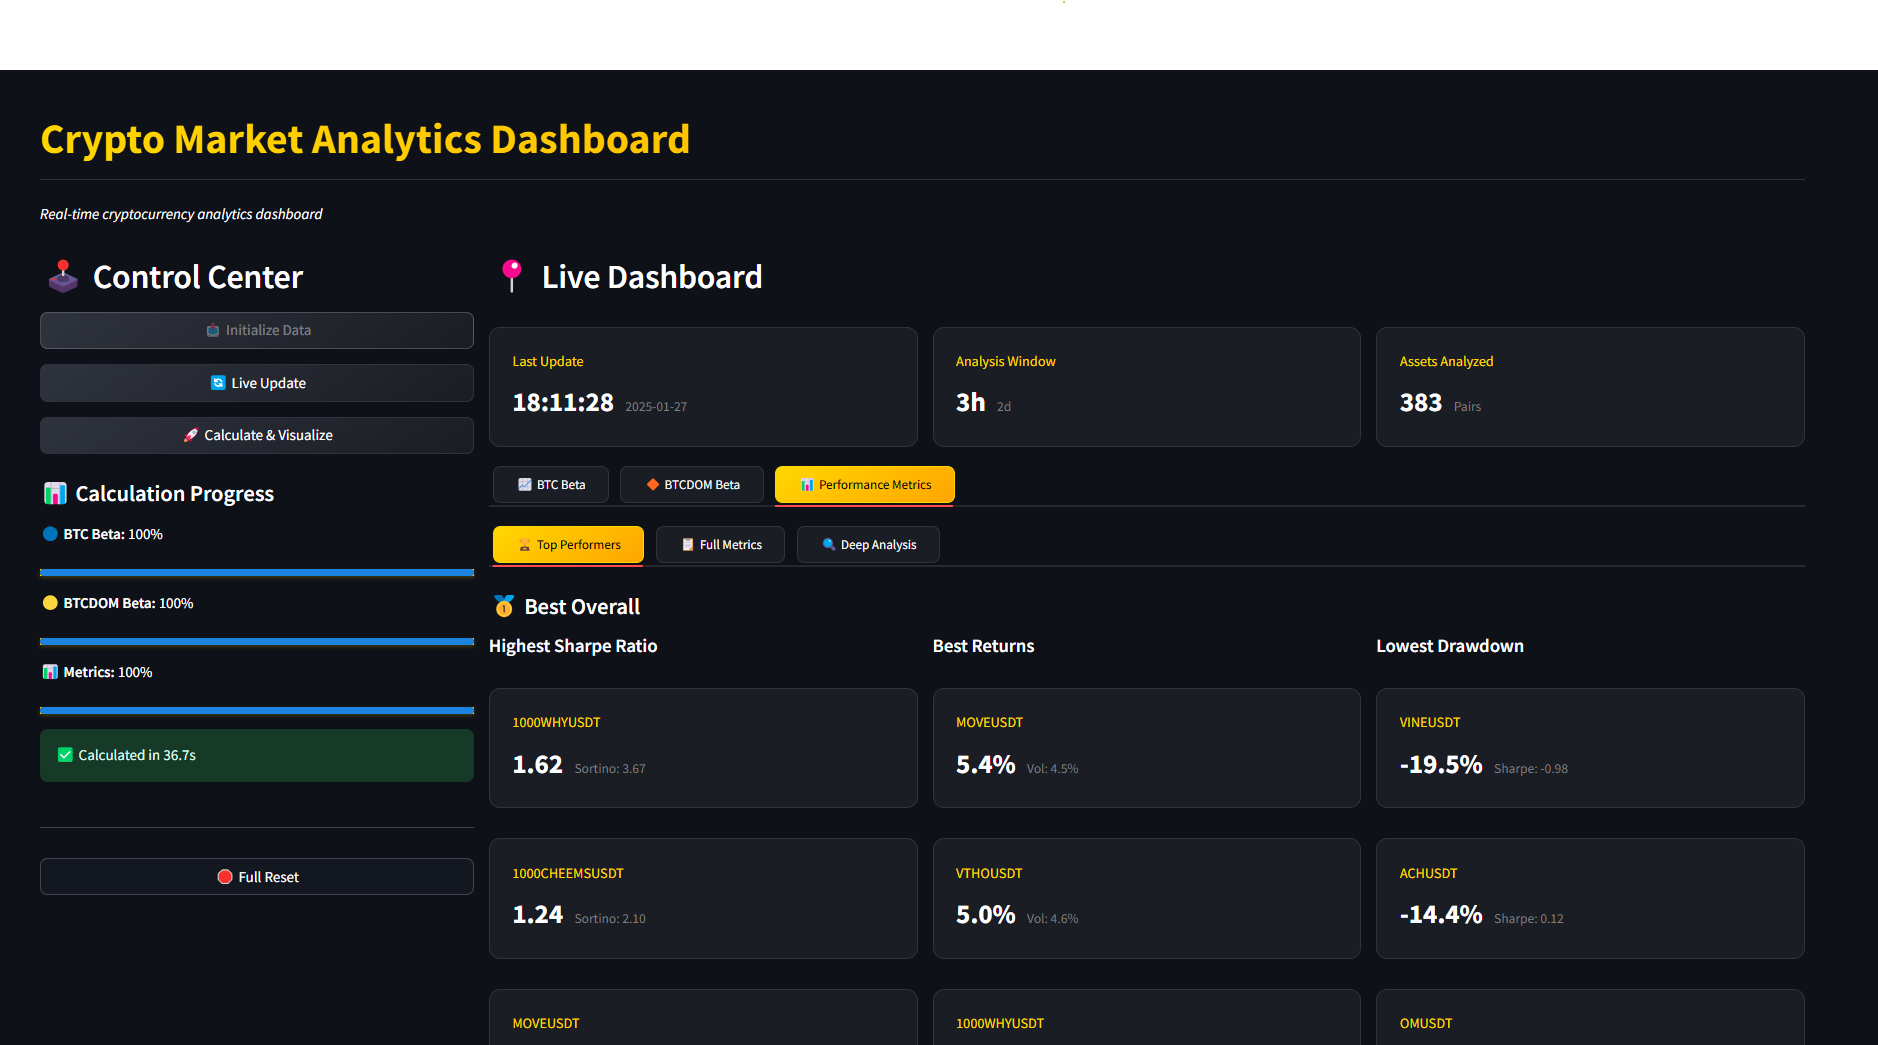 Crypto Market Analytics Dashboard
Real-time cryptocurrency analytics dashboard
Control Center
Initialize Data
Live Update
Calculate & Visualize
Calculation Progress
BTC Beta: 100%
BTCDOM Beta: 100%
Metrics: 100%
Calculated in 36.7s
Full Reset
Live Dashboard
Last Update
18:11:28 2025-01-27
Analysis Window
3h 2d
Assets Analyzed
383 Pairs
BTC Beta
BTCDOM Beta
Performance Metrics
Top Performers
Full Metrics
Deep Analysis
Best Overall
Highest Sharpe Ratio
1000WHYUSDT
1.62 Sortino: 3.67
1000CHEEMSUSDT
1.24 Sortino: 2.10
MOVEUSDT
Best Returns
MOVEUSDT
5.4% Vol: 4.5%
VTHOUSDT
5.0% Vol: 4.6%
1000WHYUSDT
Lowest Drawdown
VINEUSDT
-19.5% Sharpe: -0.98
ACHUSDT
-14.4% Sharpe: 0.12
OMUSDT